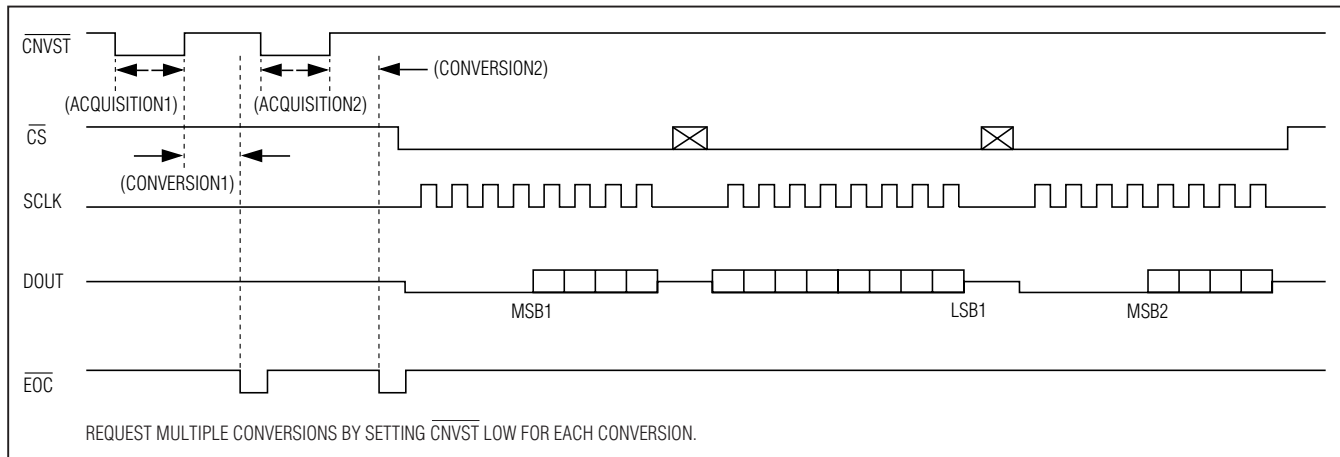 CNVST
(CONVERSION2)
(ACQUISITION1)
(ACQUISITION2)
CS
(CONVERSION1)
SCLK
DOUT
MSB1
LSB1
MSB2
EOC
REQUEST MULTIPLE CONVERSIONS BY SETTING CNVST LOW FOR EACH CONVERSION.